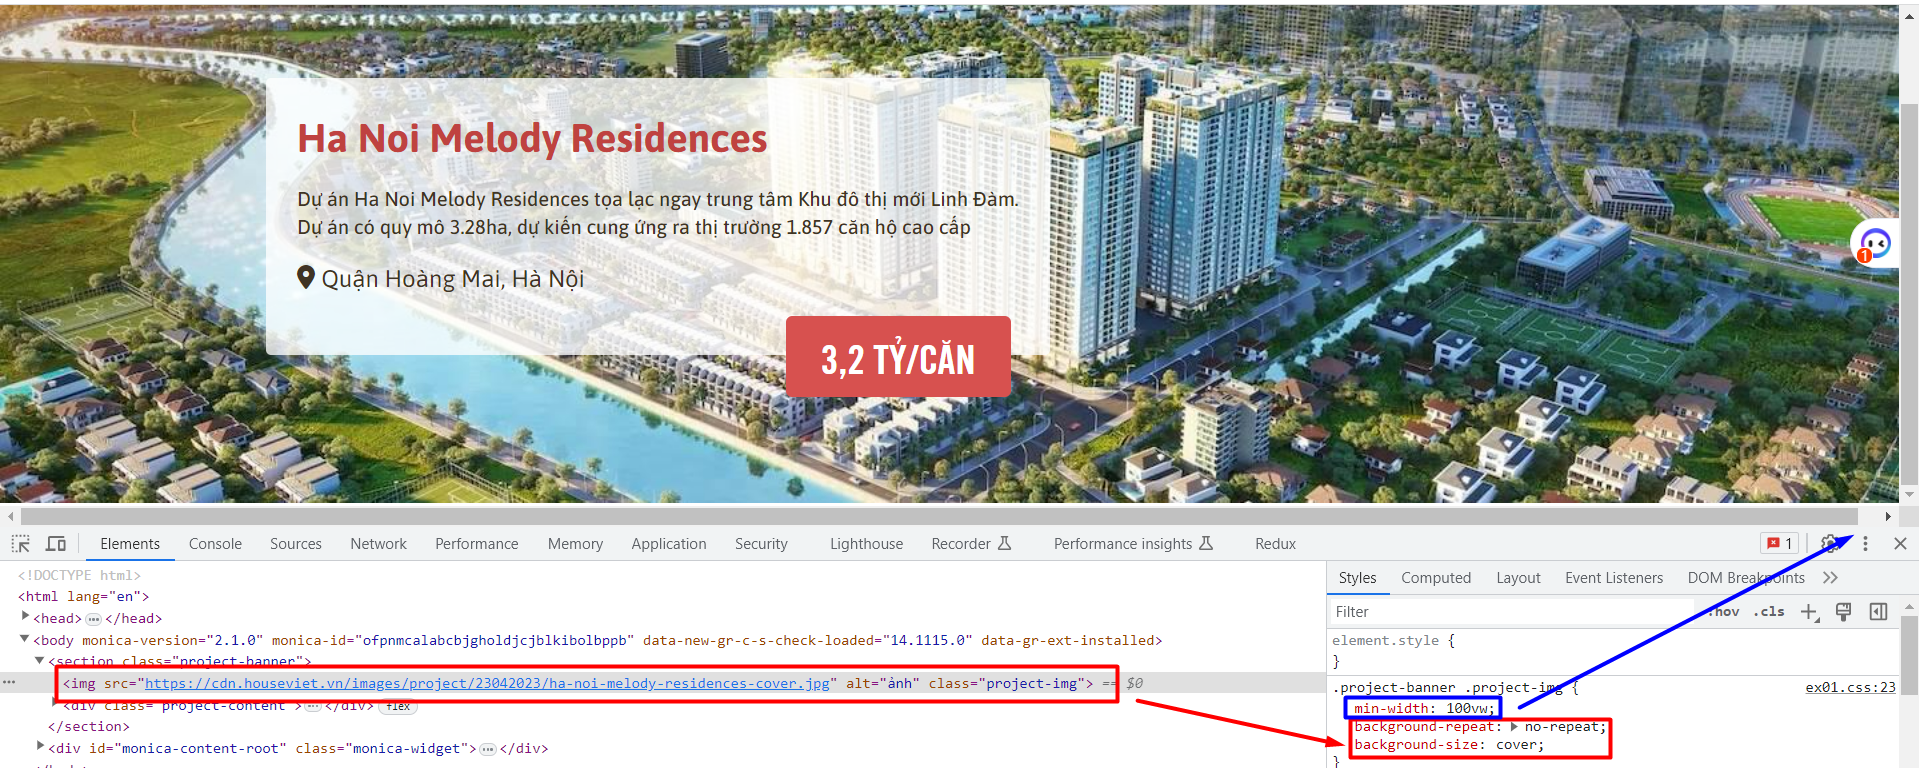 Ha Noi Melody Residences
Dự án Ha Noi Melody Residences tọa lạc ngay trung tâm Khu đô thị mới Linh Đàm.
Dự án có quy mô 3.28ha, dự kiến cung ứng ra thị trường 1.857 căn hộ cao cấp
Quận Hoàng Mai, Hà Nội
3,2 TỶ/CĂN
1
Elements Console Sources Network Performance Memory Application Security Lighthouse Recorder Performance insights Redux 1
<!DOCTYPE html>
<html lang="en">
<head> ••• </head>
<body monica-version="2.1.0" monica-id="ofpnmcalabcbjgholdjcjblkibolbppb" data-new-gr-c-s-check-loaded="14.1115.0" data-gr-ext-installed>
<section class="project-banner">
<img src="https://cdn.houseviet.vn/images/project/23042023/ha-noi-melody-residences-cover.jpg" alt="ảnh" class="project-img"> == $0
<div class="project-content"> ••• </div> flex
</section>
<div id="monica-content-root" class="monica-widget"> ••• </div>
Styles Computed Layout Event Listeners DOM Breakpoints
Filter :hov .cls
element.style {
}
.project-banner .project-img { ex01.css:23
min-width: 100vw;
background-repeat: no-repeat;
background-size: cover;
}